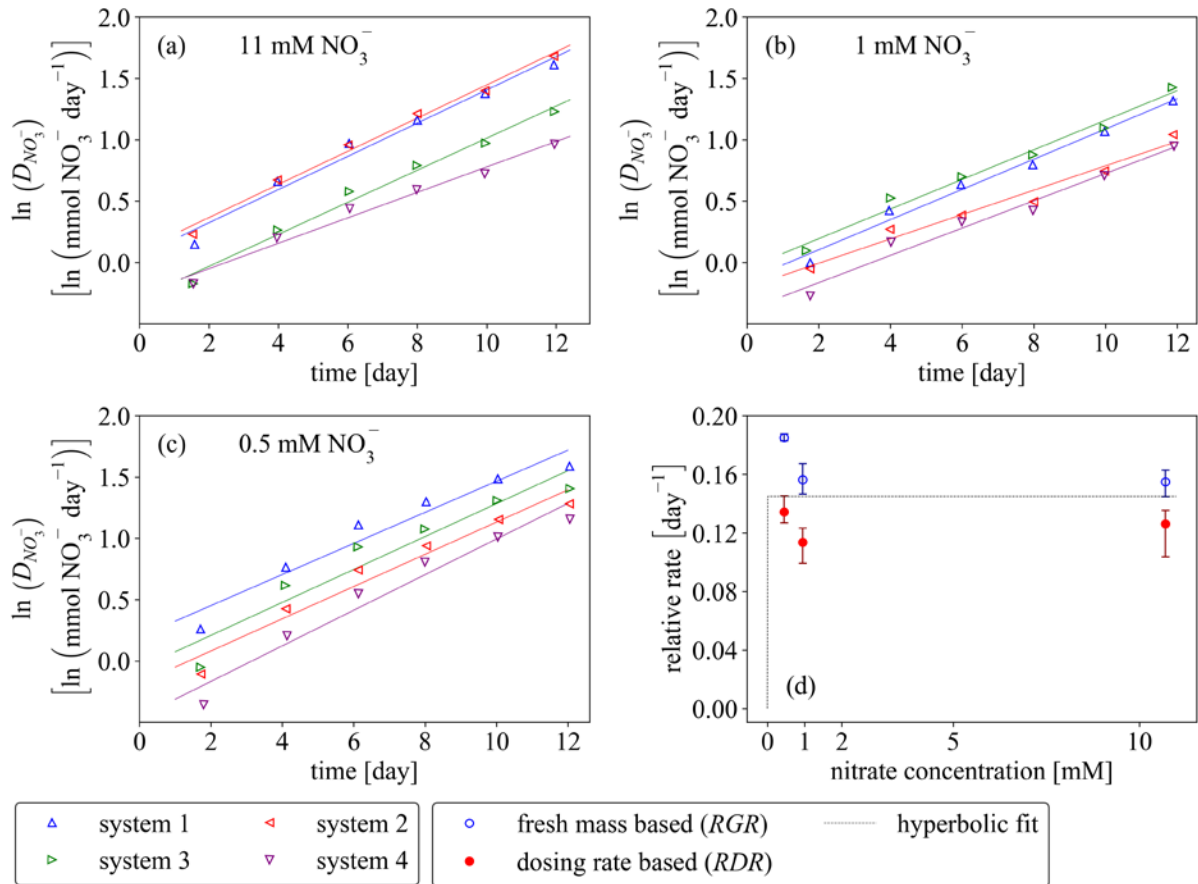 (a) 11 mM NO₃⁻
2.0
1.5
1.0
0.5
0.0
ln (D_NO₃⁻)
[ln (mmol NO₃⁻ day⁻¹)]
0 2 4 6 8 10 12
time [day]
(b) 1 mM NO₃⁻
2.0
1.5
1.0
0.5
0.0
ln (D_NO₃⁻)
[ln (mmol NO₃⁻ day⁻¹)]
0 2 4 6 8 10 12
time [day]
(c) 0.5 mM NO₃⁻
2.0
1.5
1.0
0.5
0.0
ln (D_NO₃⁻)
[ln (mmol NO₃⁻ day⁻¹)]
0 2 4 6 8 10 12
time [day]
0.20
0.16
0.12
0.08
0.04
0.00
relative rate [day⁻¹]
(d)
0 1 2 5 10
nitrate concentration [mM]
system 1 system 2
system 3 system 4
fresh mass based (RGR) hyperbolic fit
dosing rate based (RDR)